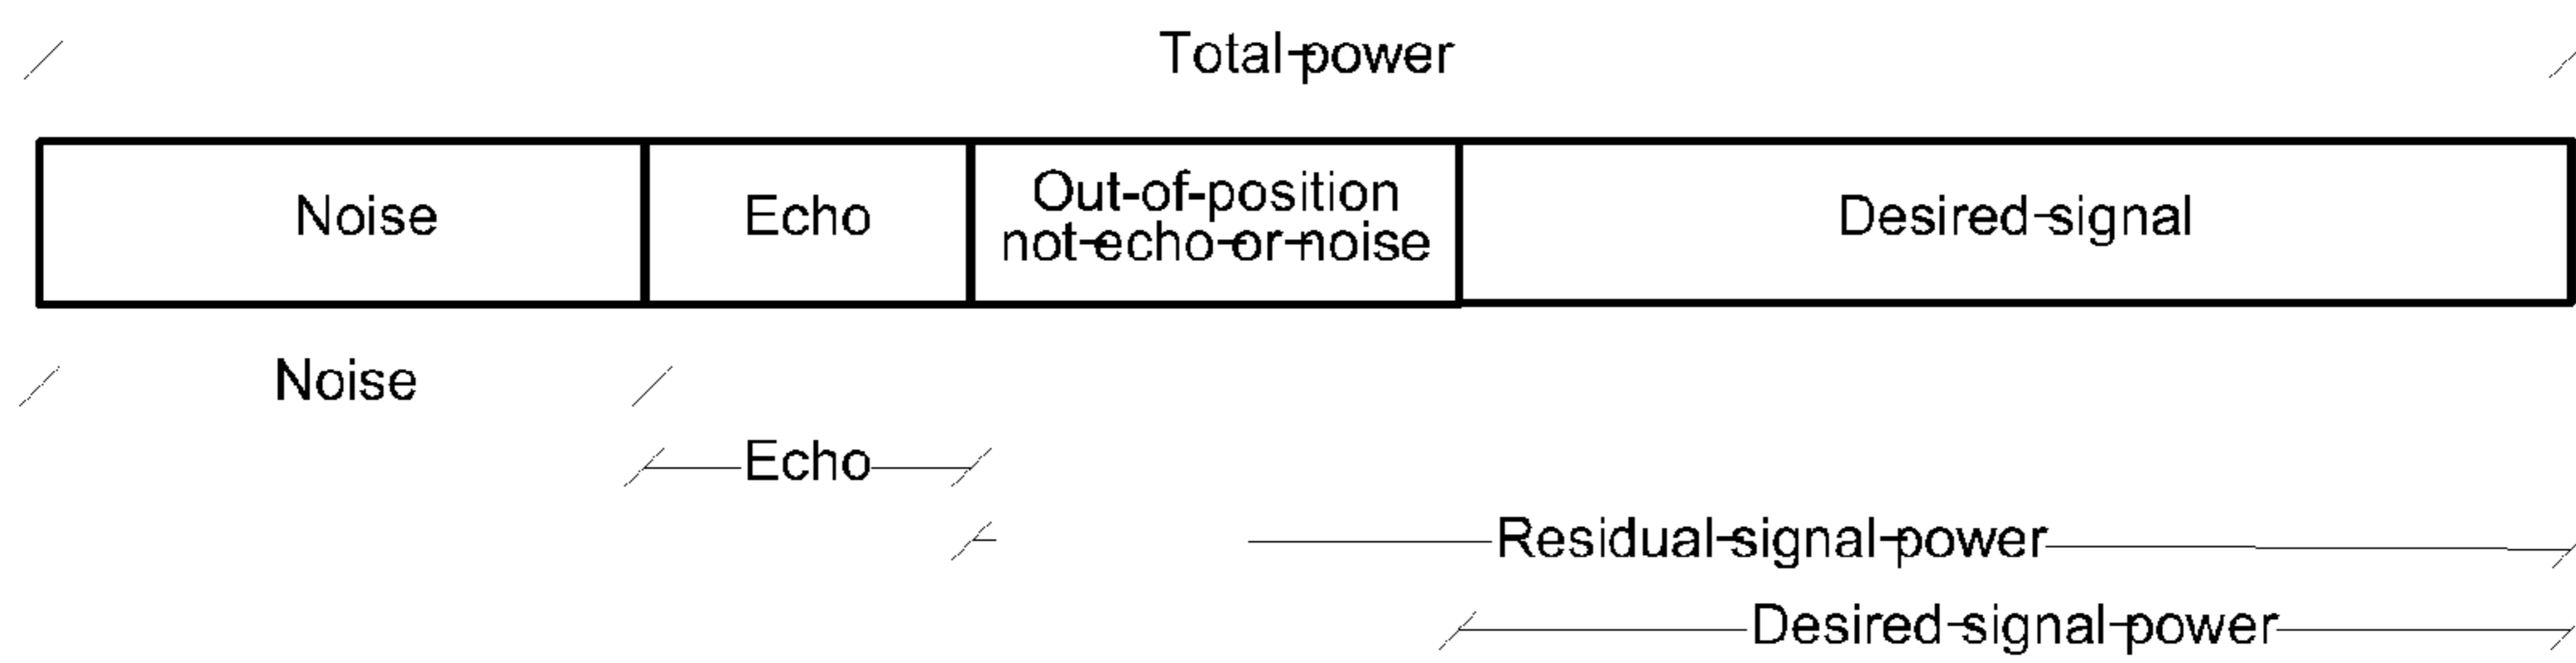 Total-power
Noise
Echo
Out-of-position
not-echo-or-noise
Desired-signal
Noise
Echo
Residual-signal-power
Desired-signal-power